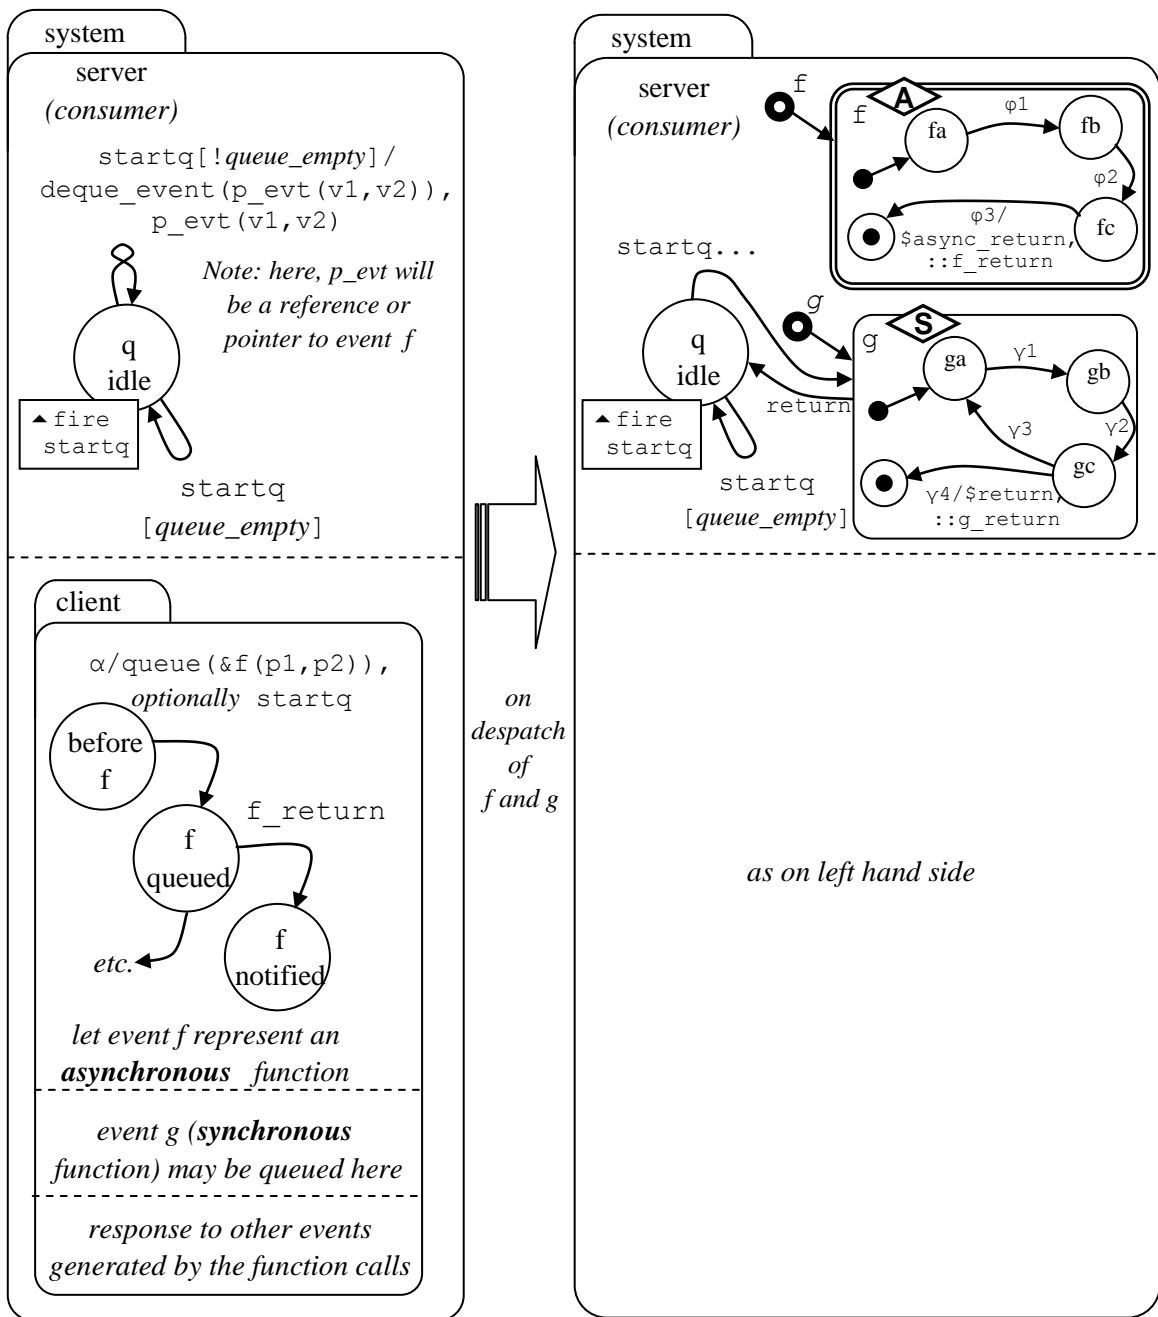 system
server
(consumer)
startq[!queue_empty]/
deque_event(p_evt(v1,v2)),
p_evt(v1,v2)
Note: here, p_evt will
be a reference or
pointer to event f
q
idle
▲fire
startq
startq
[queue_empty]
client
α/queue(&f(p1,p2)),
optionally startq
before
f
f_return
f
queued
f
notified
etc.
let event f represent an
asynchronous function
event g (synchronous
function) may be queued here
response to other events
generated by the function calls
on
despatch
of
f and g
system
server
(consumer)
f
A
f
fa
φ1
fb
φ2
fc
φ3/
$async_return,
::f_return
startq...
g
S
g
q
idle
return
▲fire
startq
startq
[queue_empty]
ga
γ1
gb
γ2
γ3
gc
γ4/$return,
::g_return
as on left hand side